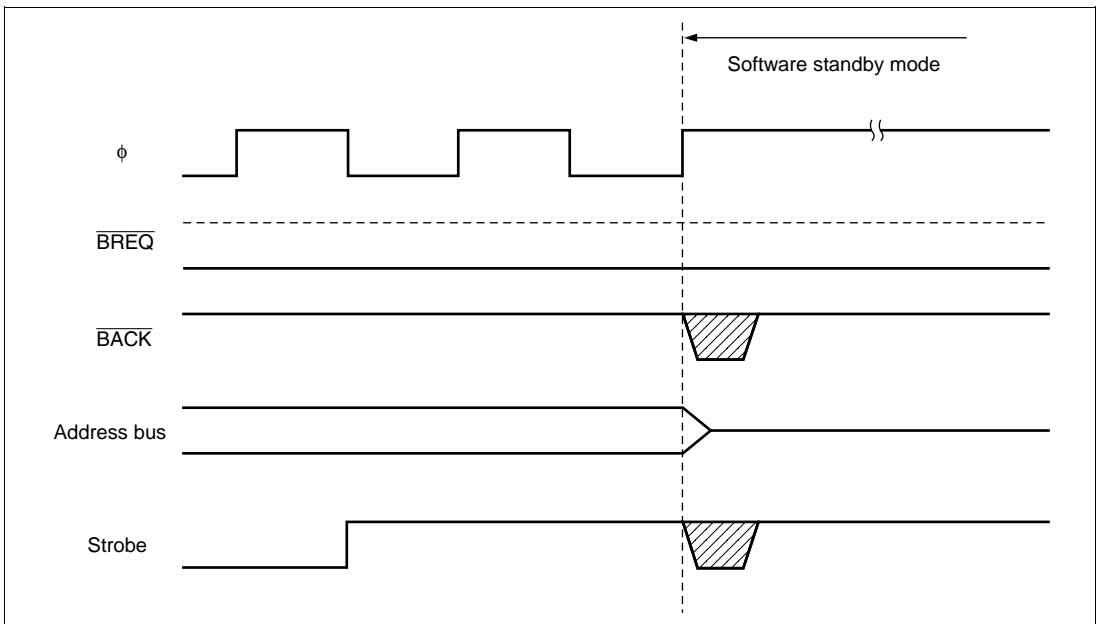 Software standby mode
ϕ
BREQ
BACK
Address bus
Strobe